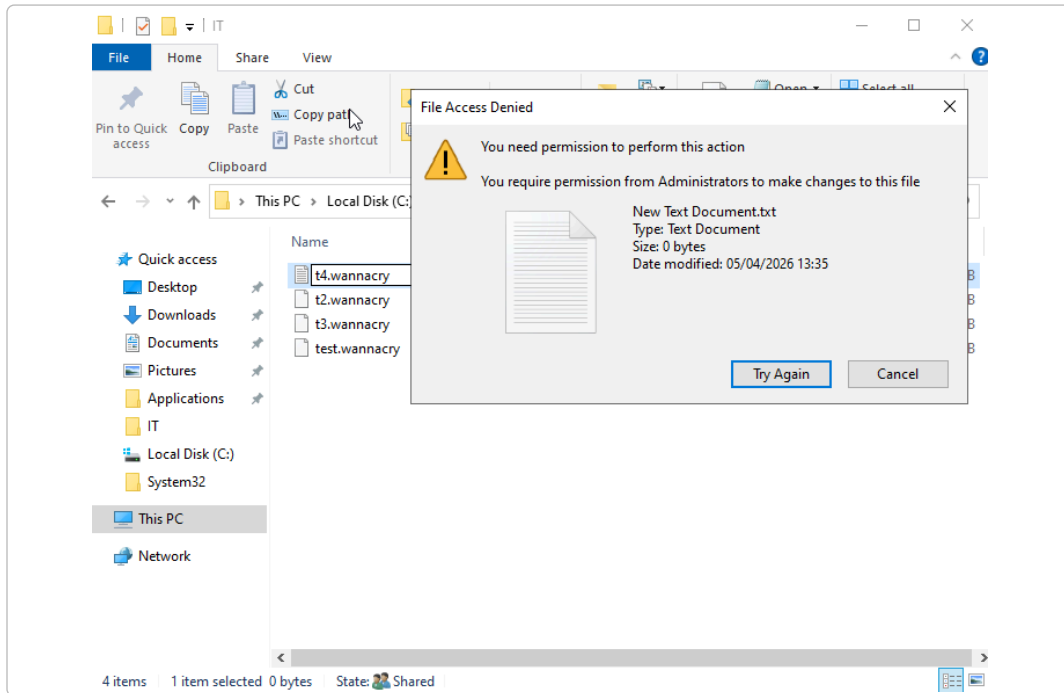 IT
File
Home
Share
View
Pin to Quick access
Copy
Paste
Cut
Copy path
Paste shortcut
Clipboard
Open
Select all
This PC > Local Disk (C:)
Quick access
Desktop
Downloads
Documents
Pictures
Applications
IT
Local Disk (C:)
System32
This PC
Network
Name
t4.wannacry
t2.wannacry
t3.wannacry
test.wannacry
File Access Denied
You need permission to perform this action
You require permission from Administrators to make changes to this file
New Text Document.txt
Type: Text Document
Size: 0 bytes
Date modified: 05/04/2026 13:35
Try Again
Cancel
4 items
1 item selected 0 bytes
State: Shared